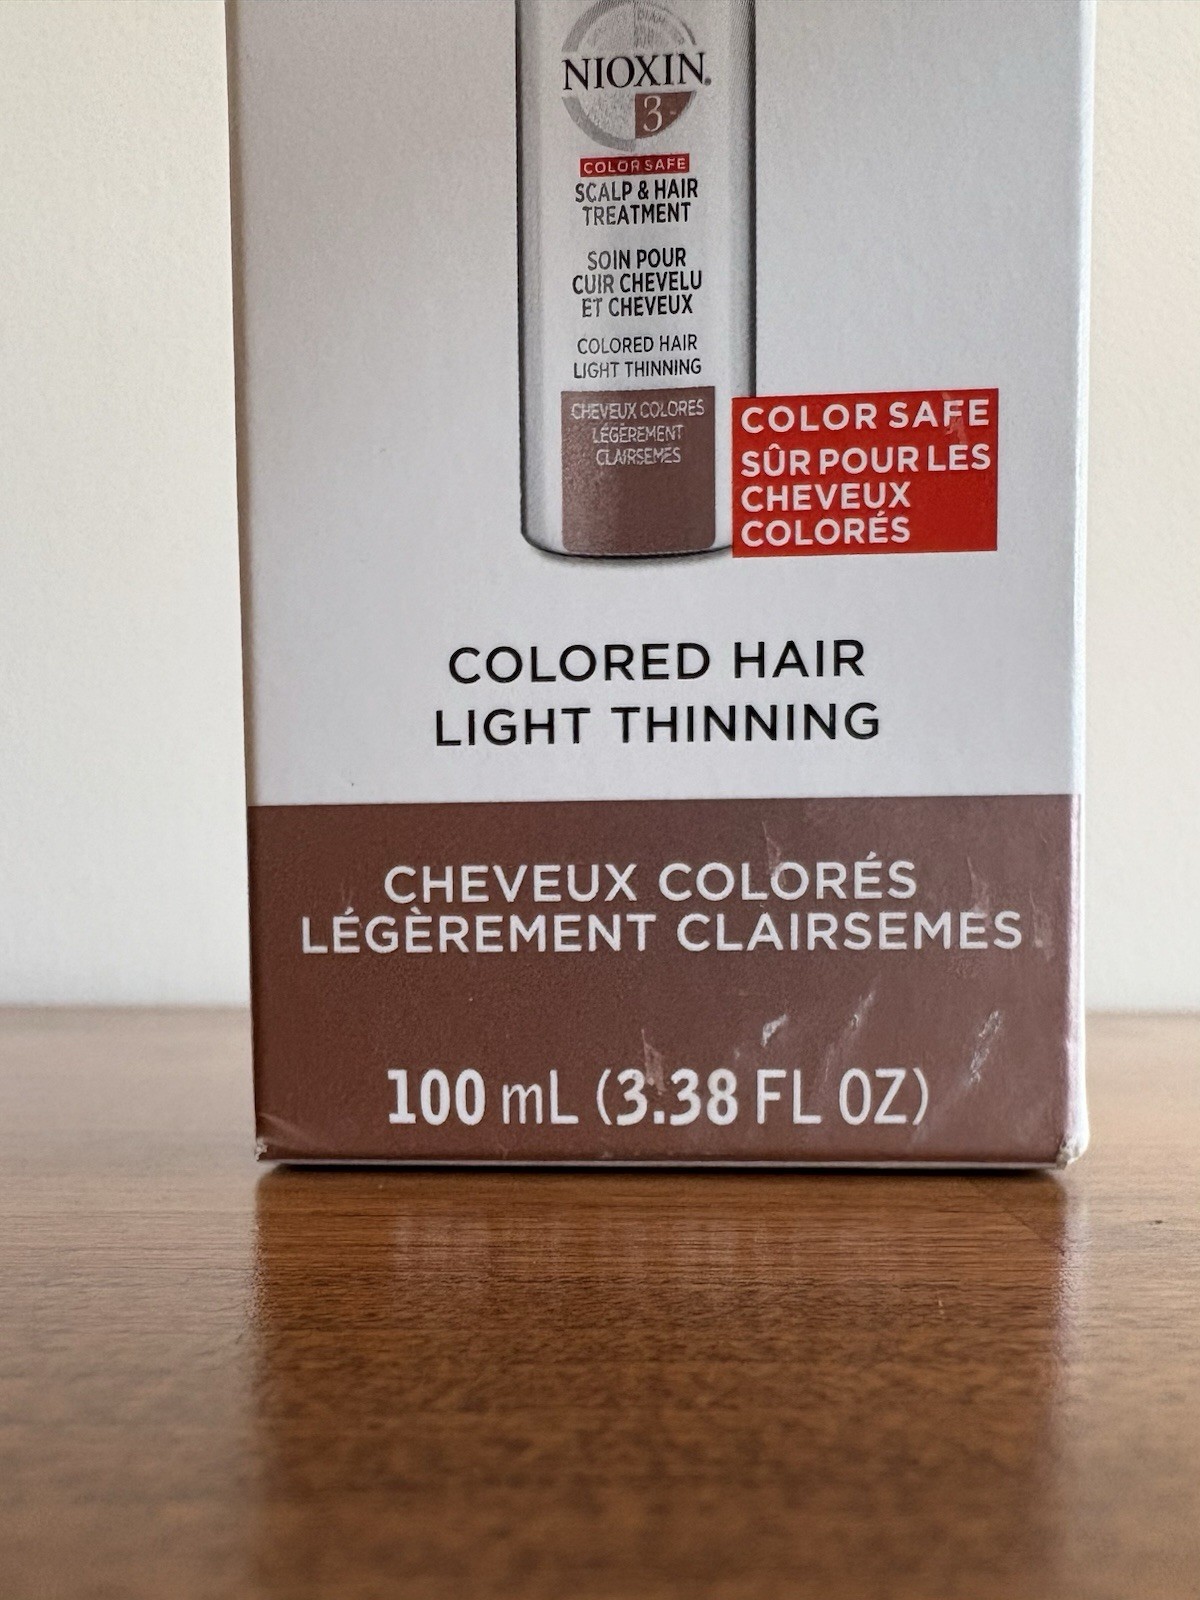 NIOXIN.
3
COLOR SAFE
SCALP & HAIR
TREATMENT
SOIN POUR
CUIR CHEVELU
ET CHEVEUX
COLORED HAIR
LIGHT THINNING
CHEVEUX COLORES
LÉGÈREMENT
CLAIRSEMES
COLOR SAFE
SÛR POUR LES
CHEVEUX
COLORÉS
COLORED HAIR
LIGHT THINNING
CHEVEUX COLORÉS
LÉGÈREMENT CLAIRSEMES
100 mL (3.38 FL OZ)